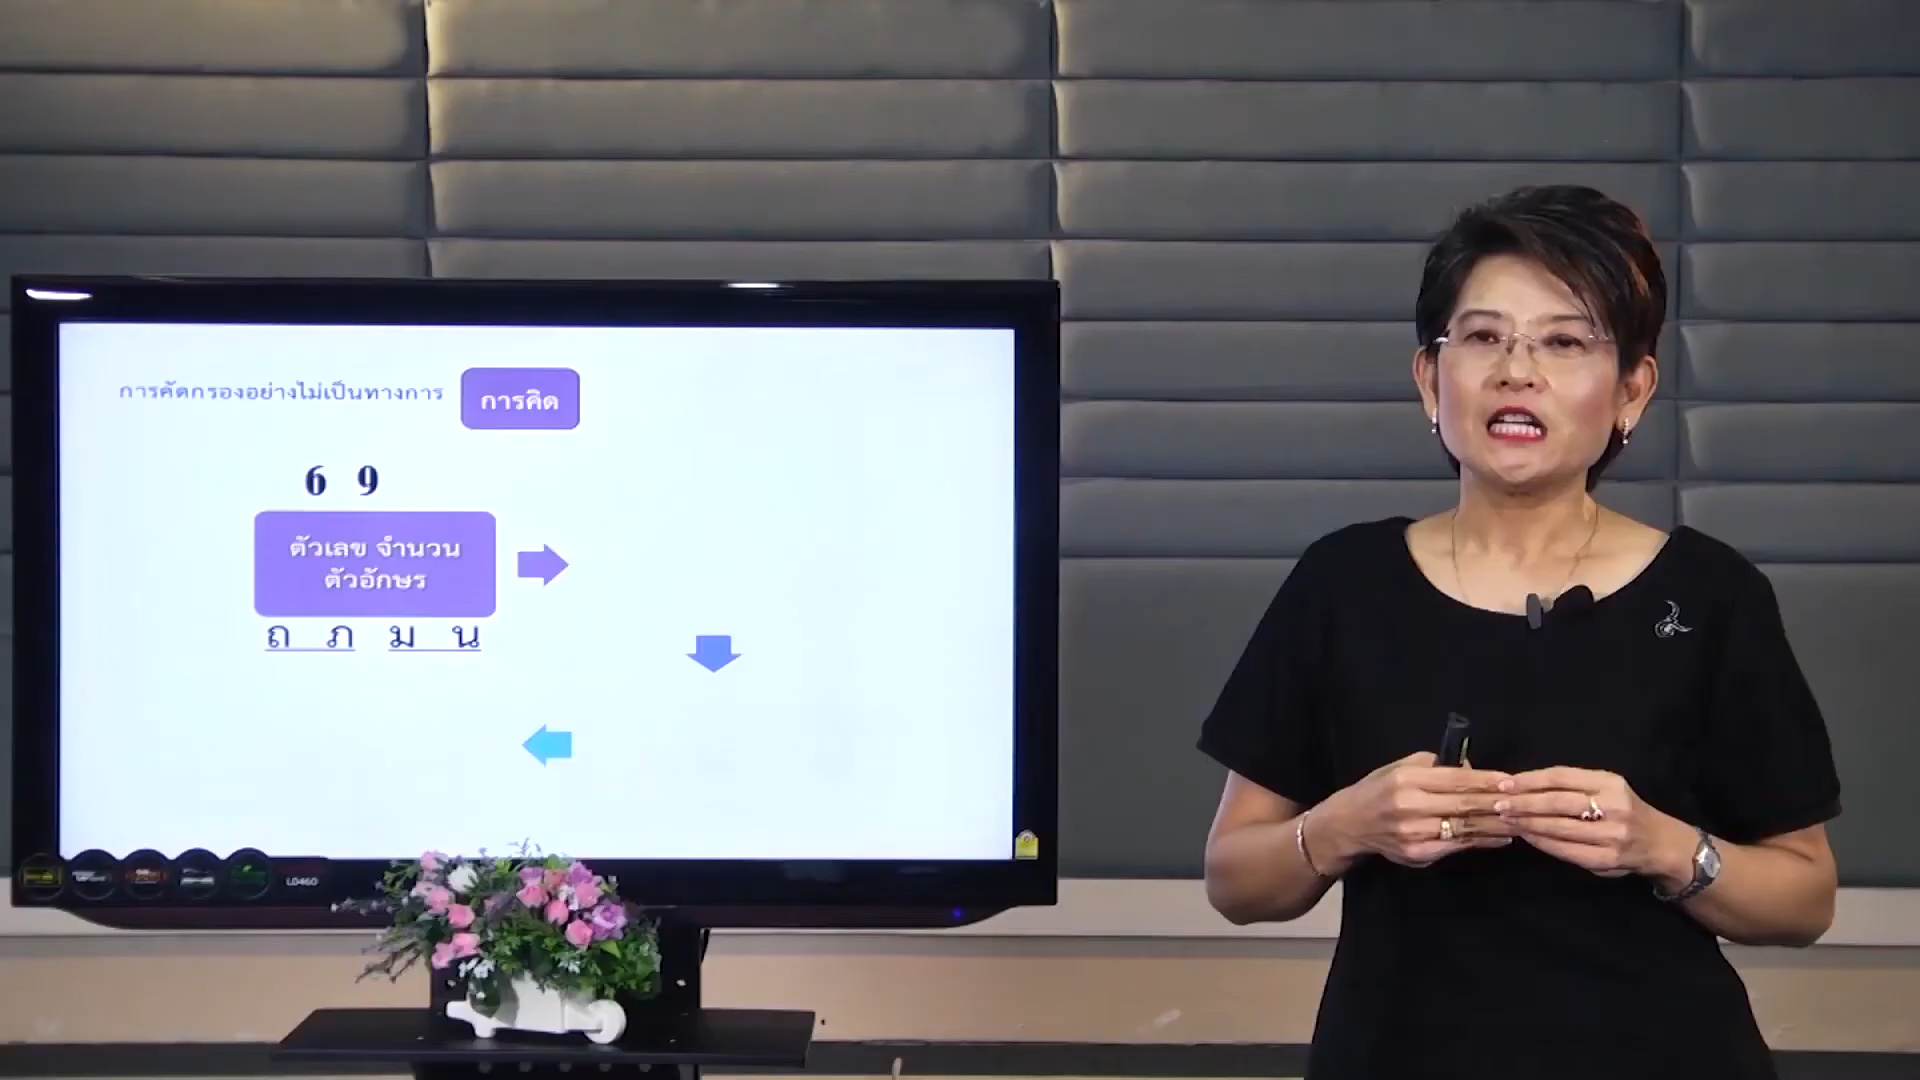 การคัดกรองอย่างไม่เป็นทางการ
การคิด
6 9
ตัวเลข จำนวน
ตัวอักษร
ถ ภ ม น
LD460